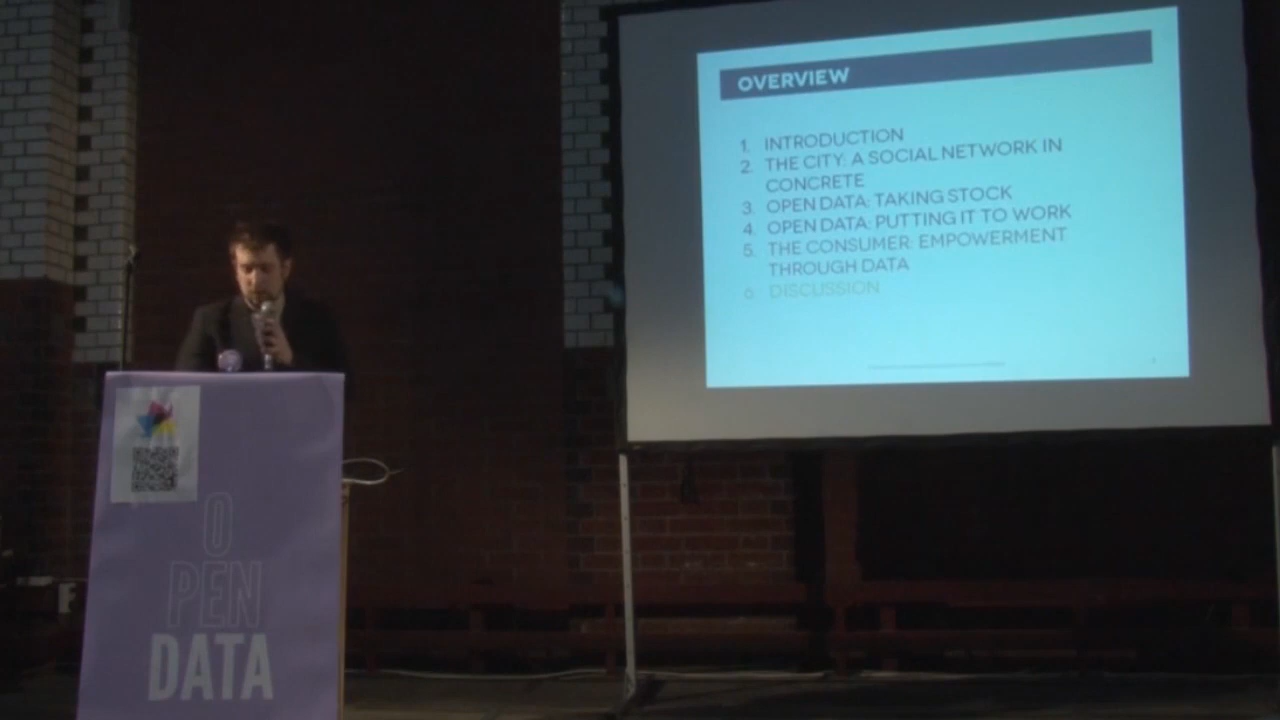 OVERVIEW
1. INTRODUCTION
2. THE CITY: A SOCIAL NETWORK IN
CONCRETE
3. OPEN DATA: TAKING STOCK
4. OPEN DATA: PUTTING IT TO WORK
5. THE CONSUMER: EMPOWERMENT
THROUGH DATA
6. DISCUSSION
O
PEN
DATA